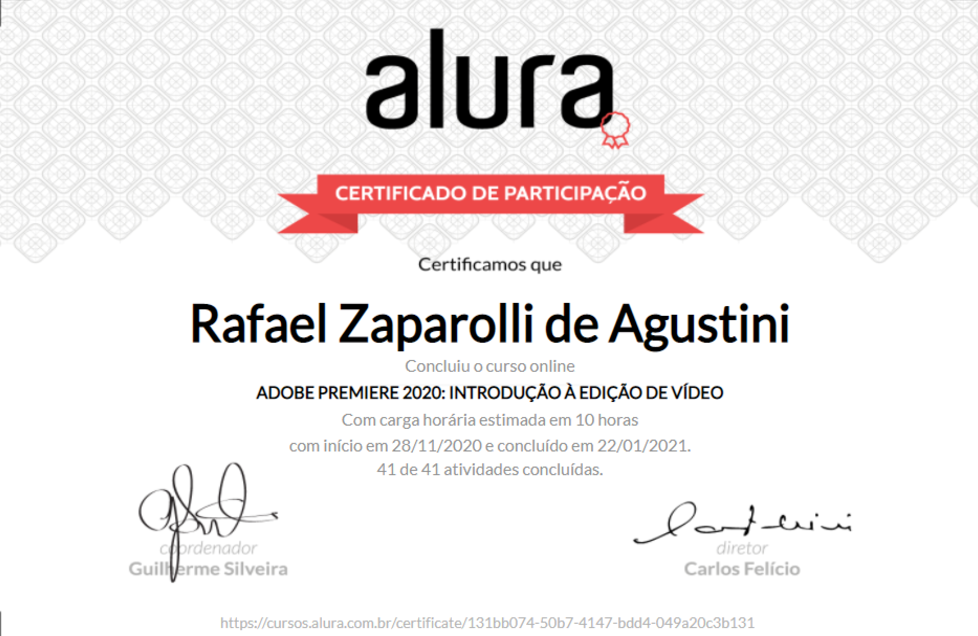 alura
CERTIFICADO DE PARTICIPAÇÃO
Certificamos que
Rafael Zaparolli de Agustini
Concluiu o curso online
ADOBE PREMIERE 2020: INTRODUÇÃO À EDIÇÃO DE VÍDEO
Com carga horária estimada em 10 horas
com início em 28/11/2020 e concluído em 22/01/2021.
41 de 41 atividades concluídas.
coordenador
Guilherme Silveira
diretor
Carlos Felício
https://cursos.alura.com.br/certificate/131bb074-50b7-4147-bdd4-049a20c3b131